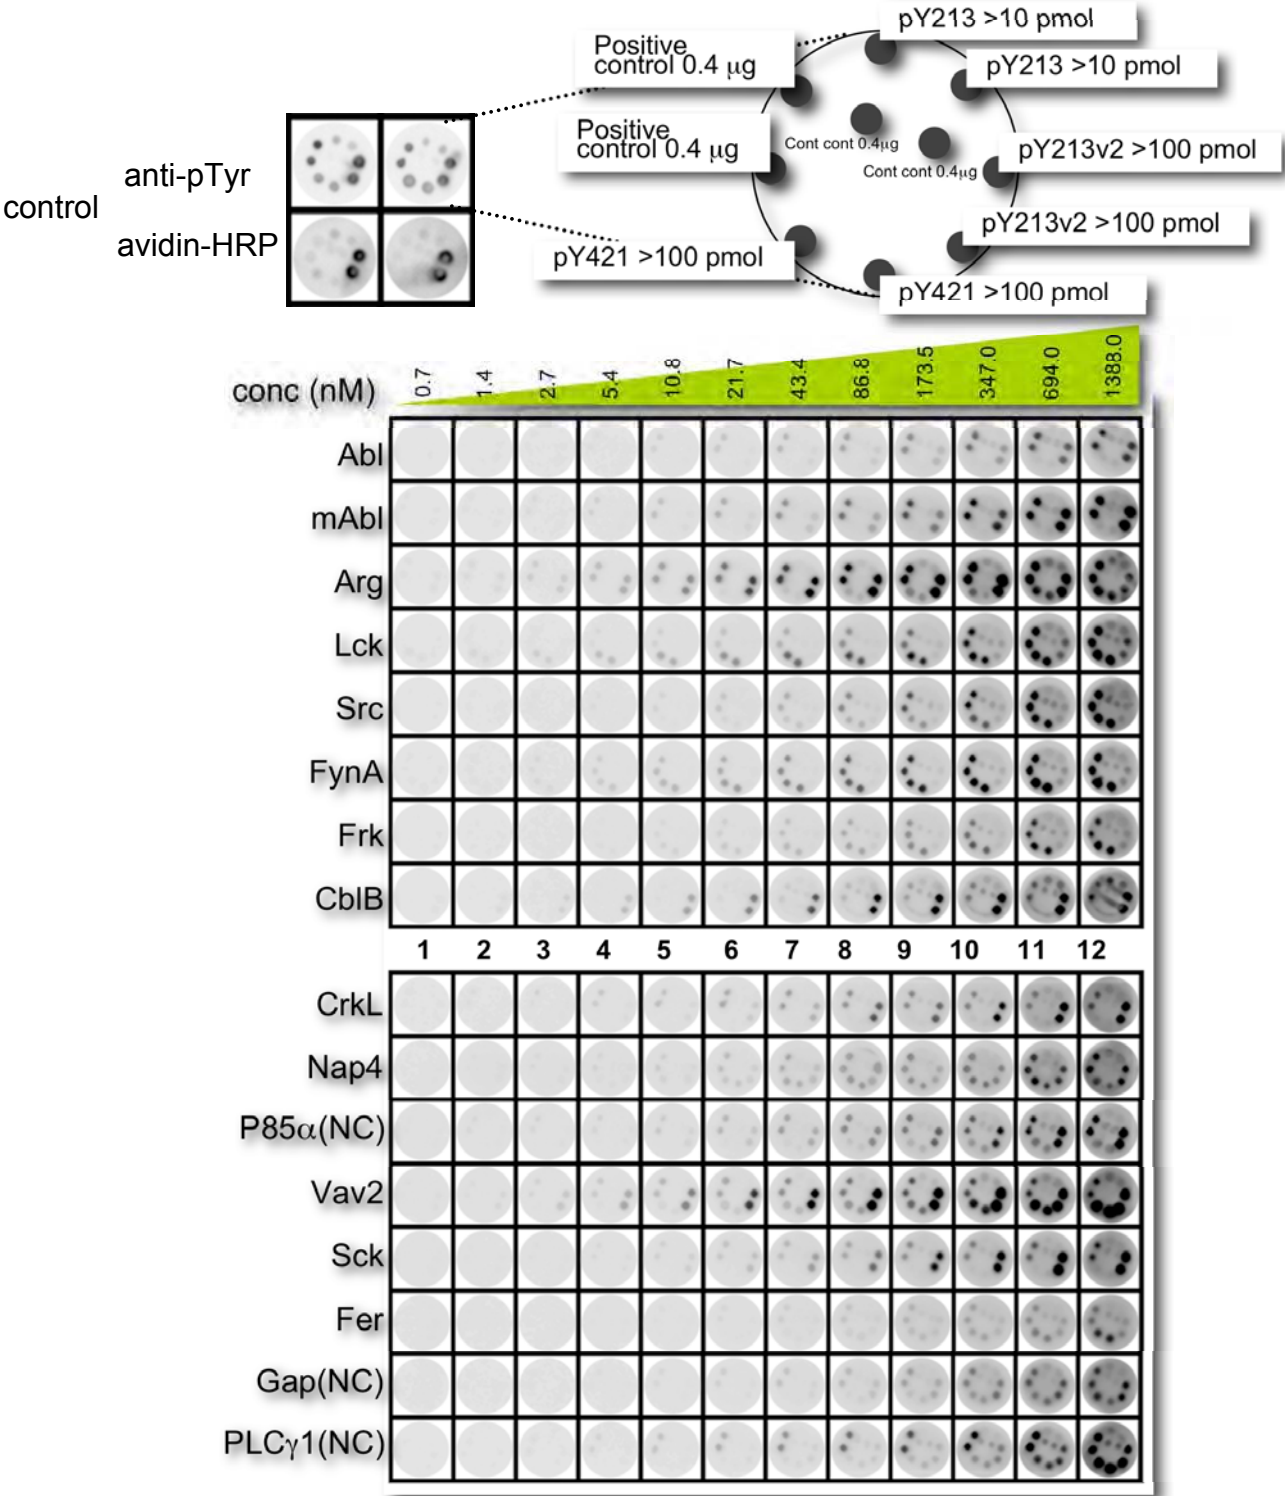 pY213 >10 pmol
Positive
control 0.4 μg
pY213 >10 pmol
Positive
control 0.4 μg
Cont cont 0.4μg
pY213v2 >100 pmol
Cont cont 0.4μg
anti-pTyr
control
pY213v2 >100 pmol
avidin-HRP
pY421 >100 pmol
pY421 >100 pmol
conc (nM)
0.7
1.4
2.7
5.4
10.8
21.7
43.4
86.8
173.5
347.0
694.0
1388.0
Abl
mAbl
Arg
Lck
Src
FynA
Frk
CblB
1 2 3 4 5 6 7 8 9 10 11 12
CrkL
Nap4
P85α(NC)
Vav2
Sck
Fer
Gap(NC)
PLCγ1(NC)